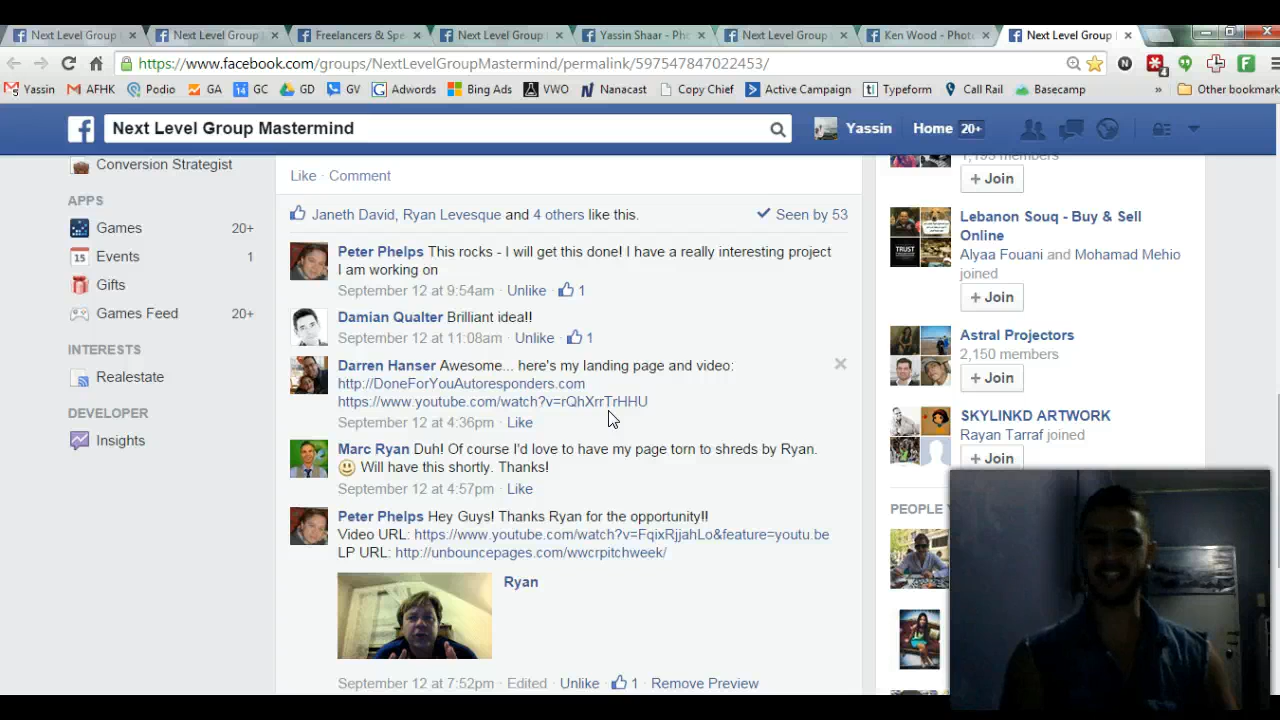 Next Level Group
Next Level Group
Freelancers & Spe
Next Level Group
Yassin Shaar - Pho
Next Level Group
Ken Wood - Photo
Next Level Group
https://www.facebook.com/groups/NextLevelGroupMastermind/permalink/597547847022453/
Yassin
AFHK
Podio
GA
14 GC
GD
GV
Adwords
Bing Ads
VWO
Nanacast
Copy Chief
Active Campaign
Typeform
Call Rail
Basecamp
»
Other bookmark
Next Level Group Mastermind
Yassin
Home 20+
Conversion Strategist
APPS
Games 20+
15 Events 1
Gifts
Games Feed 20+
INTERESTS
Realestate
DEVELOPER
Insights
Like · Comment
Janeth David, Ryan Levesque and 4 others like this.
Seen by 53
Peter Phelps This rocks - I will get this done! I have a really interesting project
I am working on
September 12 at 9:54am · Unlike · 1
Damian Qualter Brilliant idea!!
September 12 at 11:08am · Unlike · 1
Darren Hanser Awesome... here's my landing page and video:
http://DoneForYouAutoresponders.com
https://www.youtube.com/watch?v=rQhXrrTrHHU
September 12 at 4:36pm · Like
Marc Ryan Duh! Of course I'd love to have my page torn to shreds by Ryan.
Will have this shortly. Thanks!
September 12 at 4:57pm · Like
Peter Phelps Hey Guys! Thanks Ryan for the opportunity!!
Video URL: https://www.youtube.com/watch?v=FqixRjjahLo&feature=youtu.be
LP URL: http://unbouncepages.com/wwcrpitchweek/
Ryan
September 12 at 7:52pm · Edited · Unlike · 1 · Remove Preview
1,193 members
+ Join
Lebanon Souq - Buy & Sell
Online
Alyaa Fouani and Mohamad Mehio
joined
+ Join
Astral Projectors
2,150 members
+ Join
SKYLINKD ARTWORK
Rayan Tarraf joined
+ Join
PEOPLE
TRUST